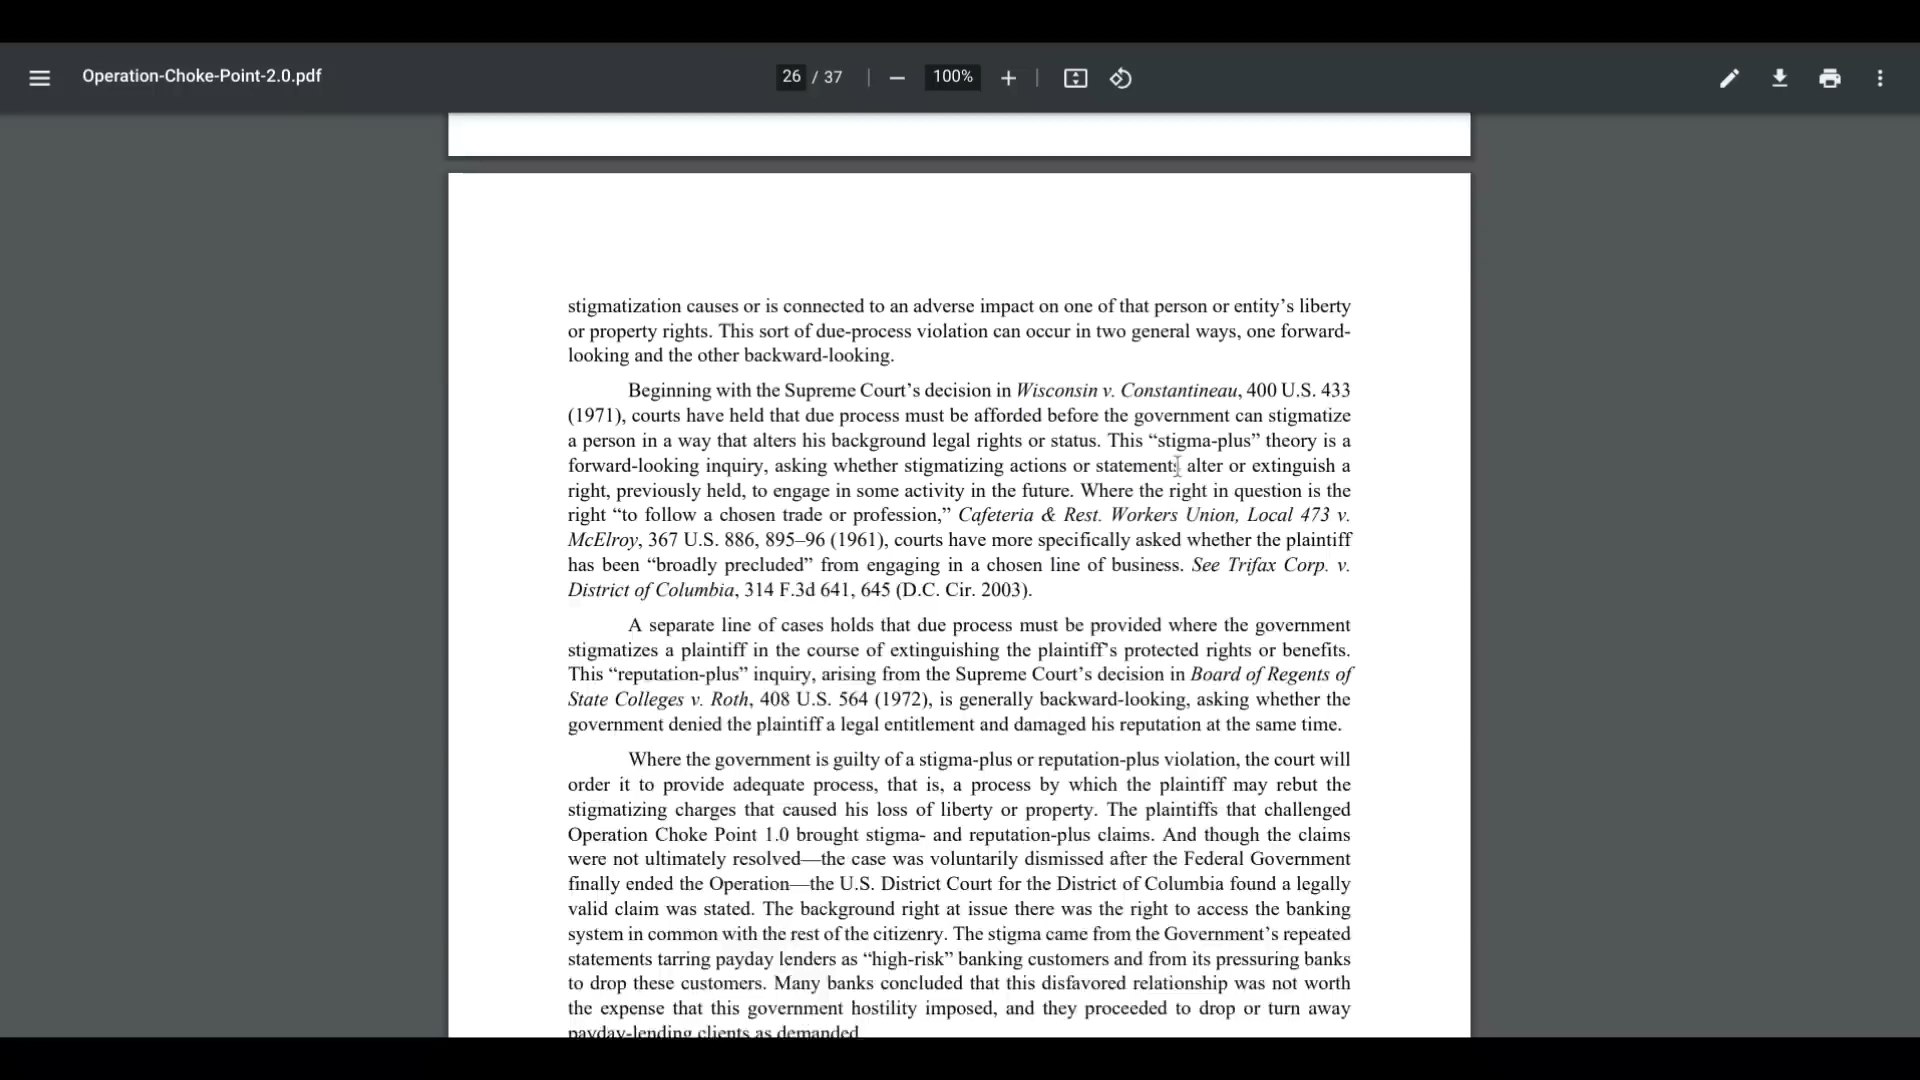 Operation-Choke-Point-2.0.pdf
26 / 37
100%
stigmatization causes or is connected to an adverse impact on one of that person or entity’s liberty
or property rights. This sort of due-process violation can occur in two general ways, one forward-
looking and the other backward-looking.
Beginning with the Supreme Court’s decision in Wisconsin v. Constantineau, 400 U.S. 433
(1971), courts have held that due process must be afforded before the government can stigmatize
a person in a way that alters his background legal rights or status. This “stigma-plus” theory is a
forward-looking inquiry, asking whether stigmatizing actions or statements alter or extinguish a
right, previously held, to engage in some activity in the future. Where the right in question is the
right “to follow a chosen trade or profession,” Cafeteria & Rest. Workers Union, Local 473 v.
McElroy, 367 U.S. 886, 895–96 (1961), courts have more specifically asked whether the plaintiff
has been “broadly precluded” from engaging in a chosen line of business. See Trifax Corp. v.
District of Columbia, 314 F.3d 641, 645 (D.C. Cir. 2003).
A separate line of cases holds that due process must be provided where the government
stigmatizes a plaintiff in the course of extinguishing the plaintiff’s protected rights or benefits.
This “reputation-plus” inquiry, arising from the Supreme Court’s decision in Board of Regents of
State Colleges v. Roth, 408 U.S. 564 (1972), is generally backward-looking, asking whether the
government denied the plaintiff a legal entitlement and damaged his reputation at the same time.
Where the government is guilty of a stigma-plus or reputation-plus violation, the court will
order it to provide adequate process, that is, a process by which the plaintiff may rebut the
stigmatizing charges that caused his loss of liberty or property. The plaintiffs that challenged
Operation Choke Point 1.0 brought stigma- and reputation-plus claims. And though the claims
were not ultimately resolved—the case was voluntarily dismissed after the Federal Government
finally ended the Operation—the U.S. District Court for the District of Columbia found a legally
valid claim was stated. The background right at issue there was the right to access the banking
system in common with the rest of the citizenry. The stigma came from the Government’s repeated
statements tarring payday lenders as “high-risk” banking customers and from its pressuring banks
to drop these customers. Many banks concluded that this disfavored relationship was not worth
the expense that this government hostility imposed, and they proceeded to drop or turn away
payday-lending clients as demanded.